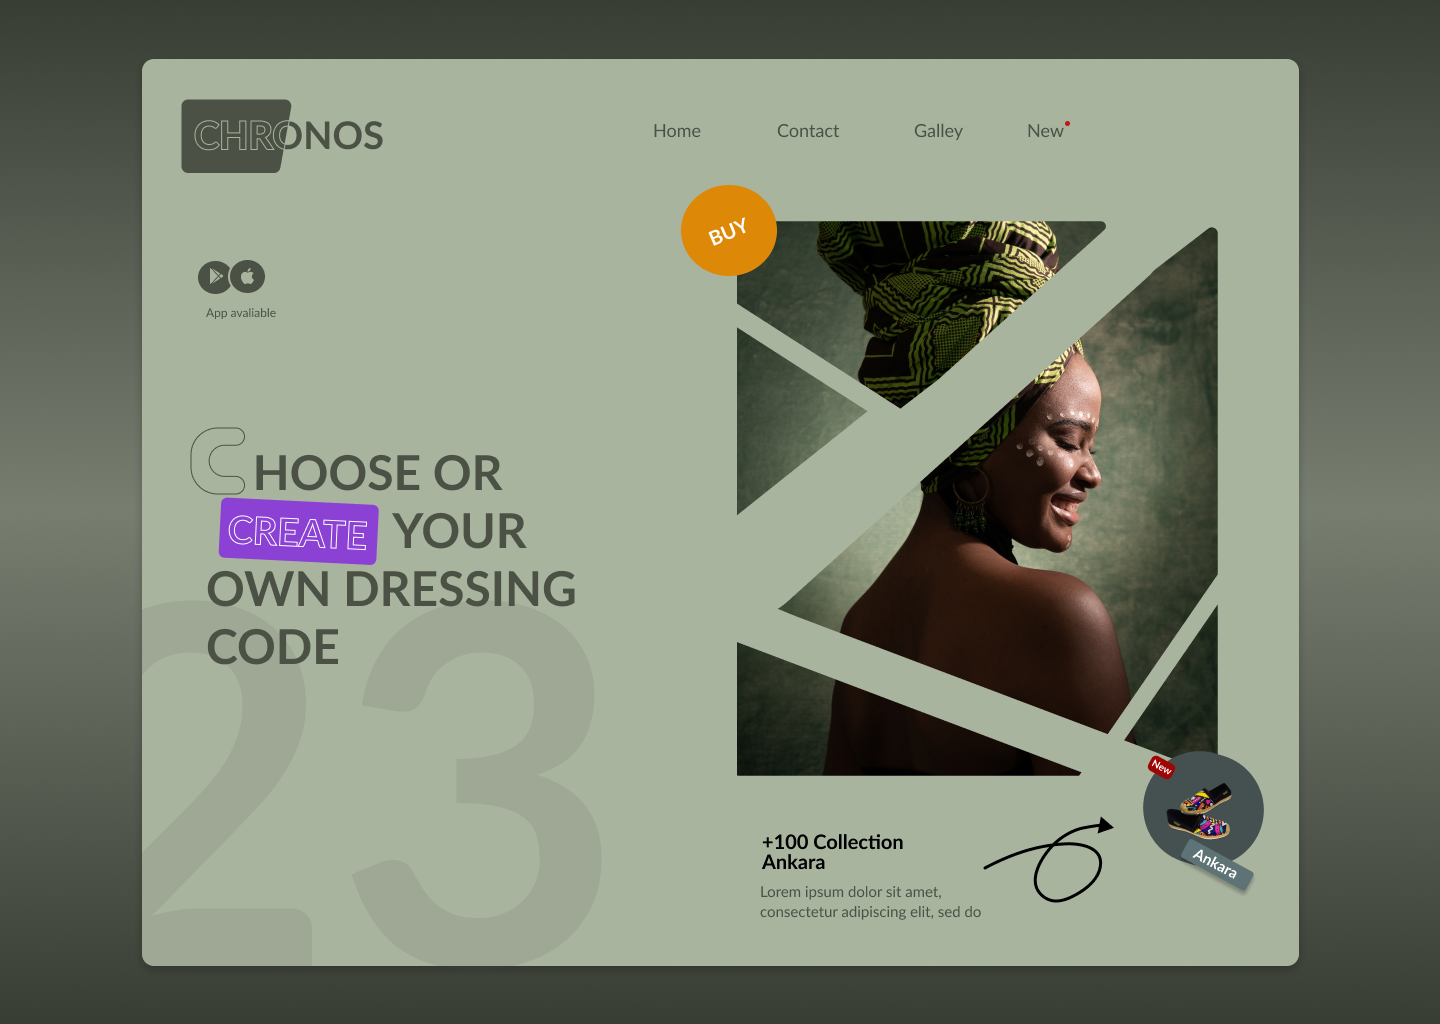 CHRONOS
Home
Contact
Galley
New
BUY
App avaliable
CHOOSE OR
CREATE YOUR
OWN DRESSING
CODE
23
New
Ankara
+100 Collection
Ankara
Lorem ipsum dolor sit amet,
consectetur adipiscing elit, sed do